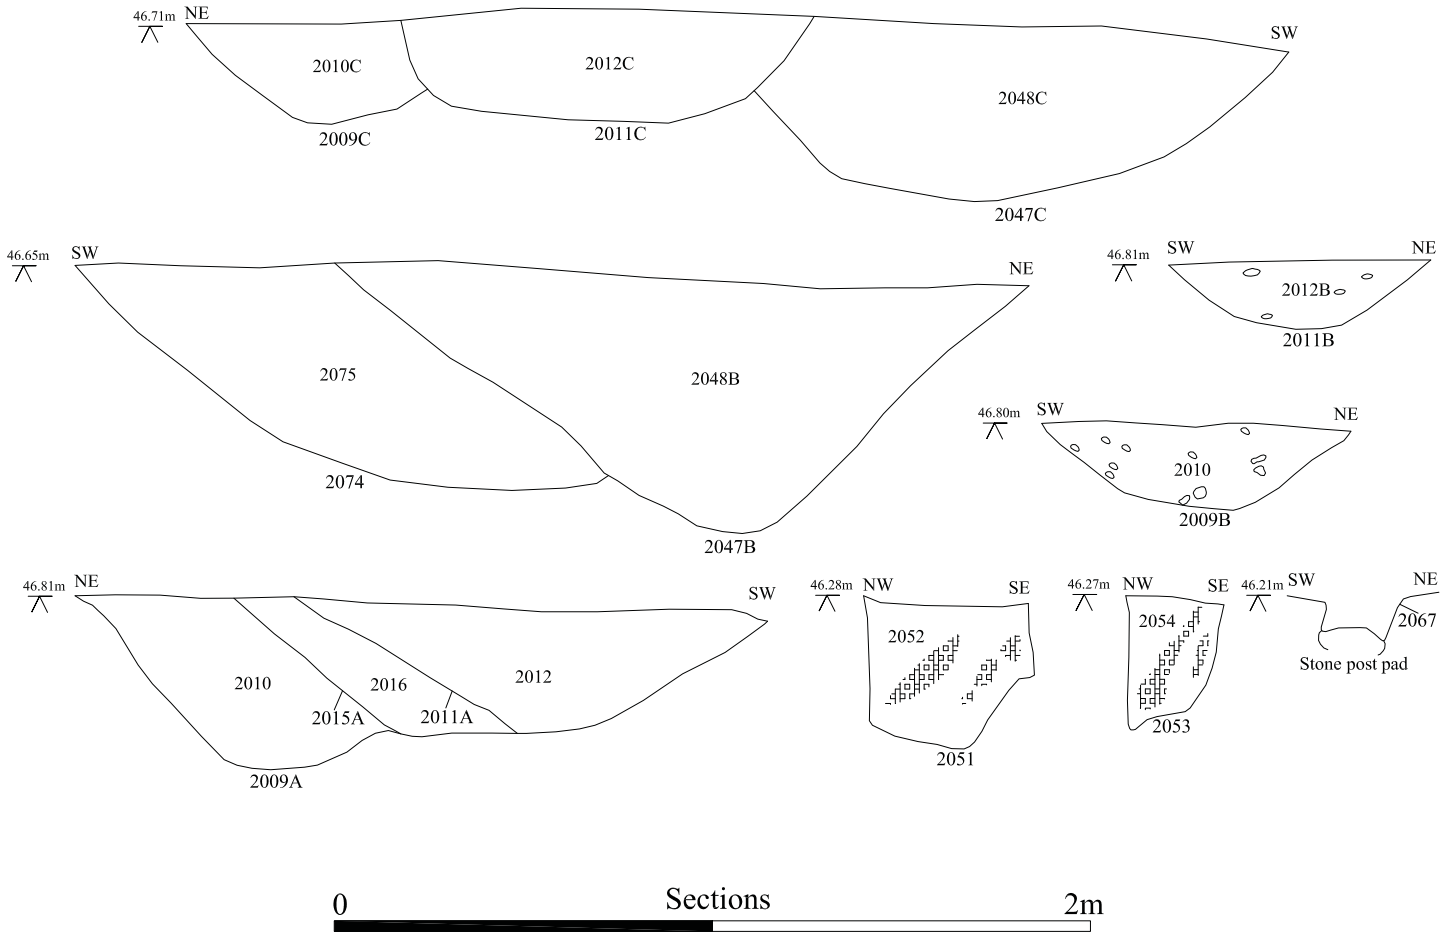 46.71m NE
SW
2010C
2012C
2048C
2009C
2011C
2047C
46.65m SW
NE
2075
2048B
2074
2047B
46.81m SW
NE
2012B
2011B
46.80m SW
NE
2010
2009B
46.81m NE
SW
2010
2016
2012
2015A
2011A
2009A
46.28m NW
SE
2052
2051
46.27m NW
SE
2054
2053
46.21m SW
NE
2067
Stone post pad
0 Sections 2m